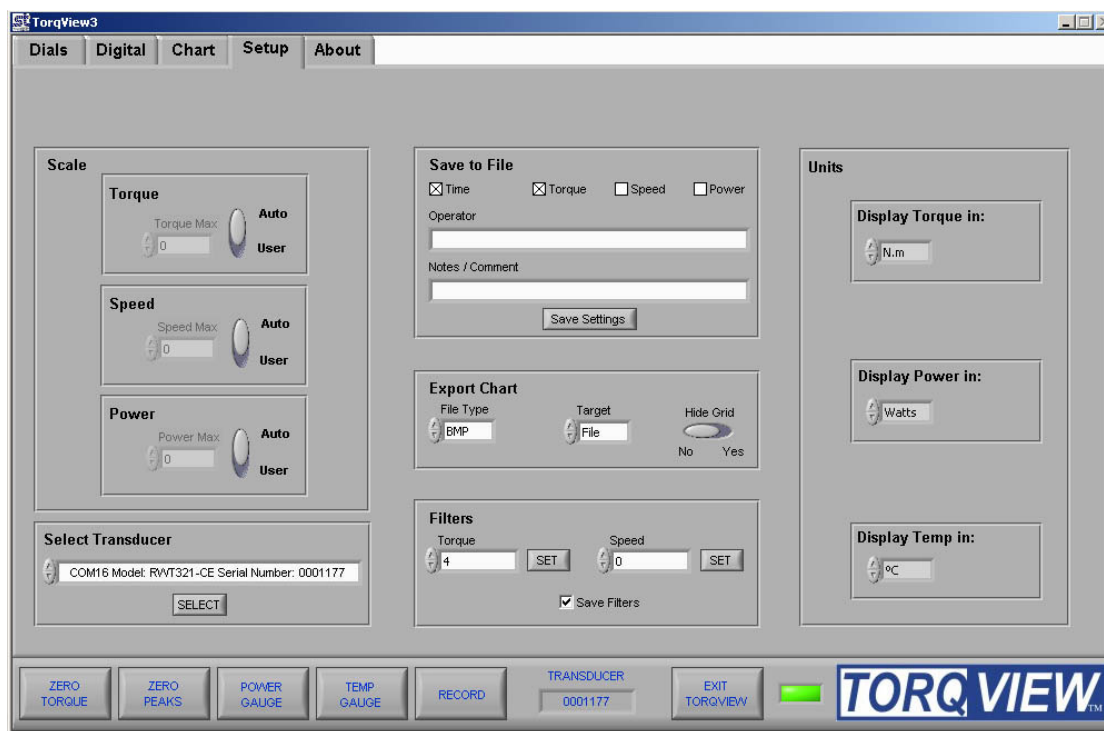 TorqView3
Dials Digital Chart Setup About
Scale
Torque
Torque Max
0
Auto
User
Speed
Speed Max
0
Auto
User
Power
Power Max
0
Auto
User
Select Transducer
COM16 Model: RWT321-CE Serial Number: 0001177
SELECT
Save to File
Time Torque Speed Power
Operator
Notes / Comment
Save Settings
Export Chart
File Type Target Hide Grid
BMP File
No Yes
Filters
Torque Speed
4 SET 0 SET
Save Filters
Units
Display Torque in:
N.m
Display Power in:
Watts
Display Temp in:
ºC
ZERO
TORQUE
ZERO
PEAKS
POWER
GAUGE
TEMP
GAUGE
RECORD
TRANSDUCER
0001177
EXIT
TORQVIEW
TORQVIEW
TM